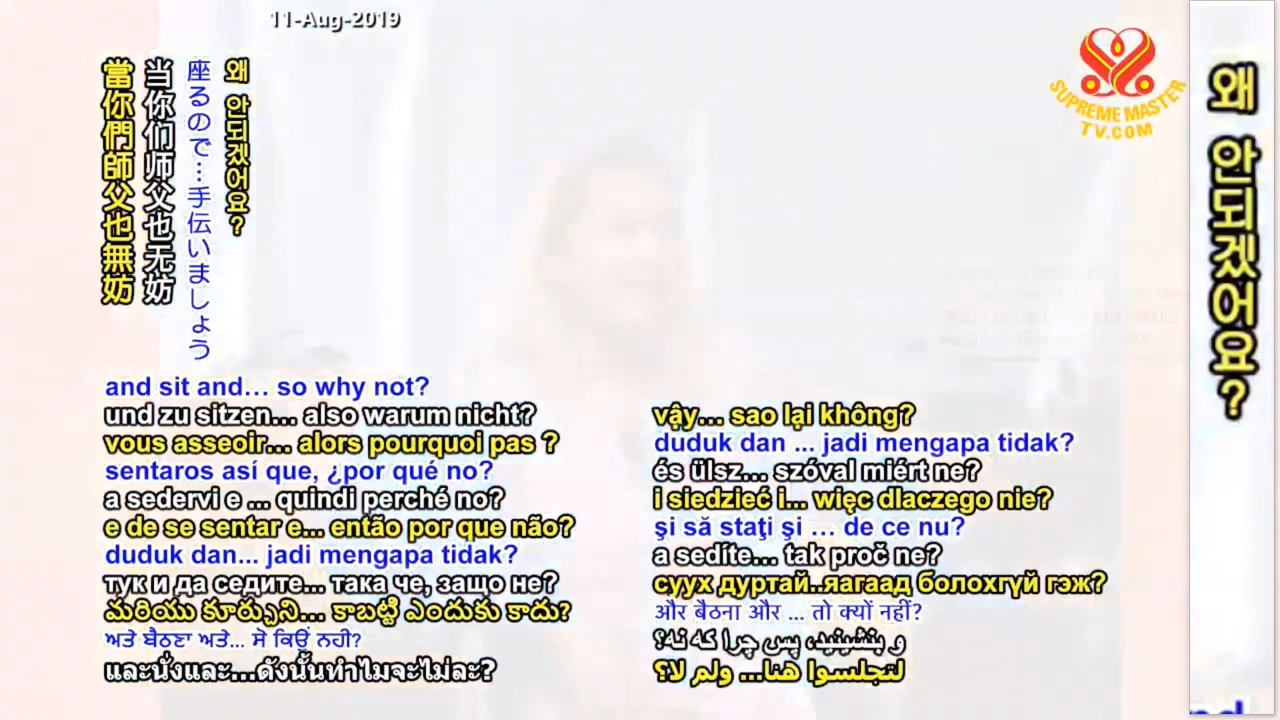 11-Aug-2019
SUPREME MASTER
TV.COM
왜 안되겠어요?
座るので…手伝いましょう
当你们师父也无妨
當你們師父也無妨
and sit and… so why not?
und zu sitzen... also warum nicht?
vous asseoir... alors pourquoi pas ?
sentaros así que, ¿por qué no?
a sedervi e ... quindi perché no?
e de se sentar e... então por que não?
duduk dan... jadi mengapa tidak?
тук и да седите... така че, защо не?
మరియు కూర్చుని... కాబట్టి ఎందుకు కాదు?
ਅਤੇ ਬੈਠਣਾ ਅਤੇ... ਸੋ ਕਿਉਂ ਨਹੀ?
และนั่งและ...ดังนั้นทำไมจะไม่ละ?
vậy... sao lại không?
duduk dan ... jadi mengapa tidak?
és ülsz... szóval miért ne?
i siedzieć i... więc dlaczego nie?
şi să staţi şi … de ce nu?
a sedíte... tak proč ne?
суух дуртай..яагаад болохгүй гэж?
और बैठना और ... तो क्यों नहीं?
و بنشینید، پس چرا که نه؟
لتجلسوا هنا... ولم لا؟
왜 안되겠어요?